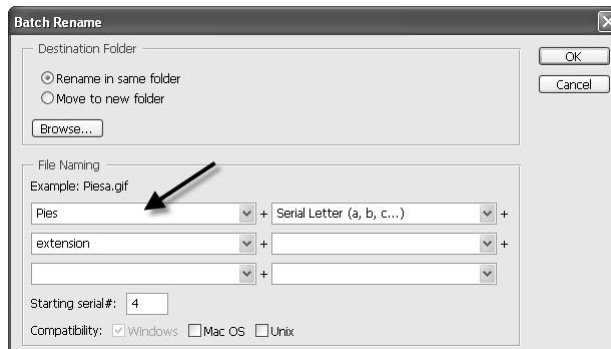 Batch Rename
Destination Folder
OK
Rename in same folder
Cancel
Move to new folder
Browse...
File Naming
Example: Piesa.gif
Pies + Serial Letter (a, b, c...) +
extension + +
+
Starting serial#: 4
Compatibility: Windows Mac OS Unix